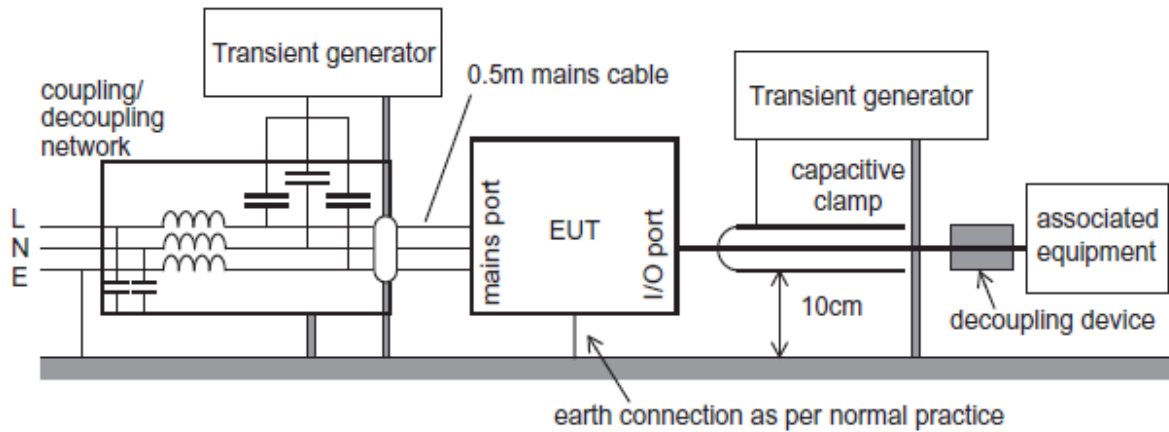 Transient generator
coupling/
decoupling
network
0.5m mains cable
Transient generator
L
N
E
mains port
EUT
I/O port
capacitive
clamp
associated
equipment
10cm
decoupling device
earth connection as per normal practice